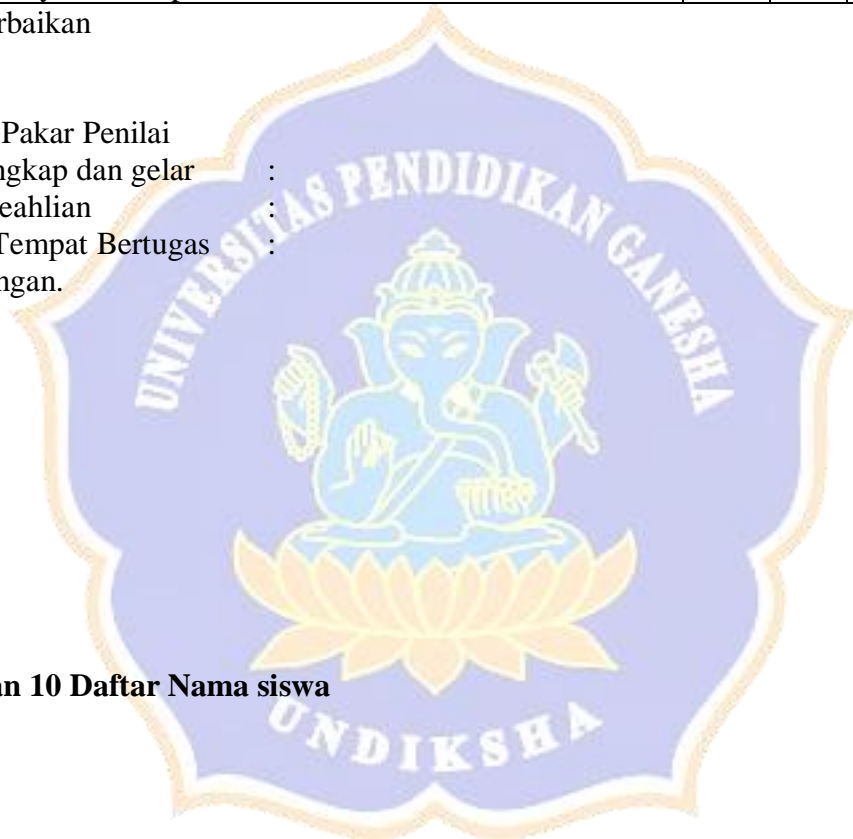 rbaikan
Pakar Penilai
ngkap dan gelar :
eahlian :
Tempat Bertugas :
ngan.
UNIVERSITAS PENDIDIKAN GANESHA
an 10 Daftar Nama siswa
UNDIKSHA